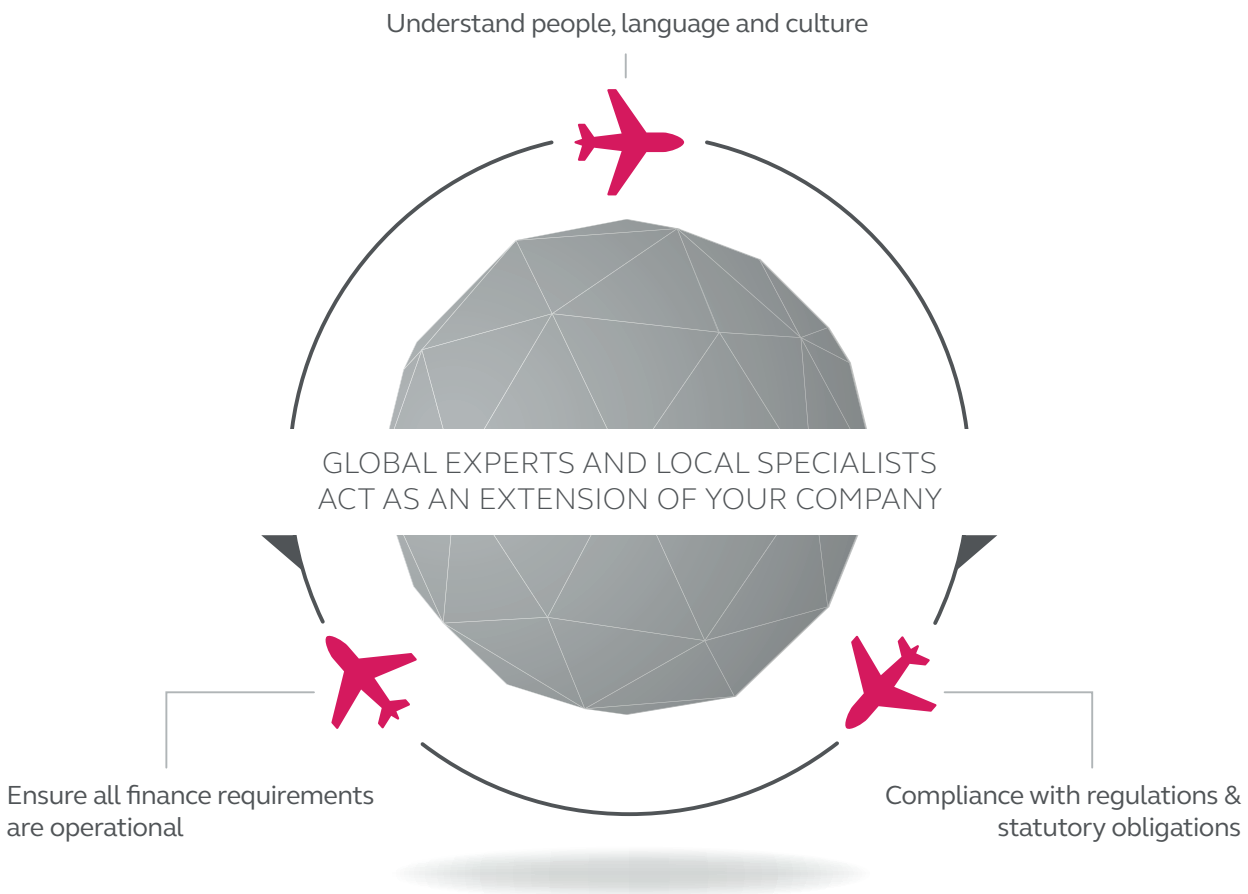 Understand people, language and culture
GLOBAL EXPERTS AND LOCAL SPECIALISTS
ACT AS AN EXTENSION OF YOUR COMPANY
Ensure all finance requirements
are operational
Compliance with regulations &
statutory obligations